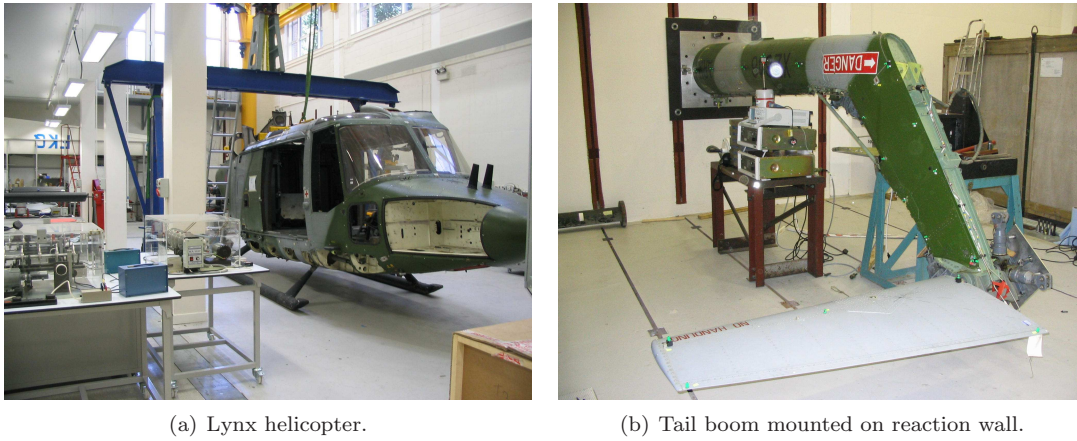 DANGER
NO HANDLING
(a) Lynx helicopter.
(b) Tail boom mounted on reaction wall.